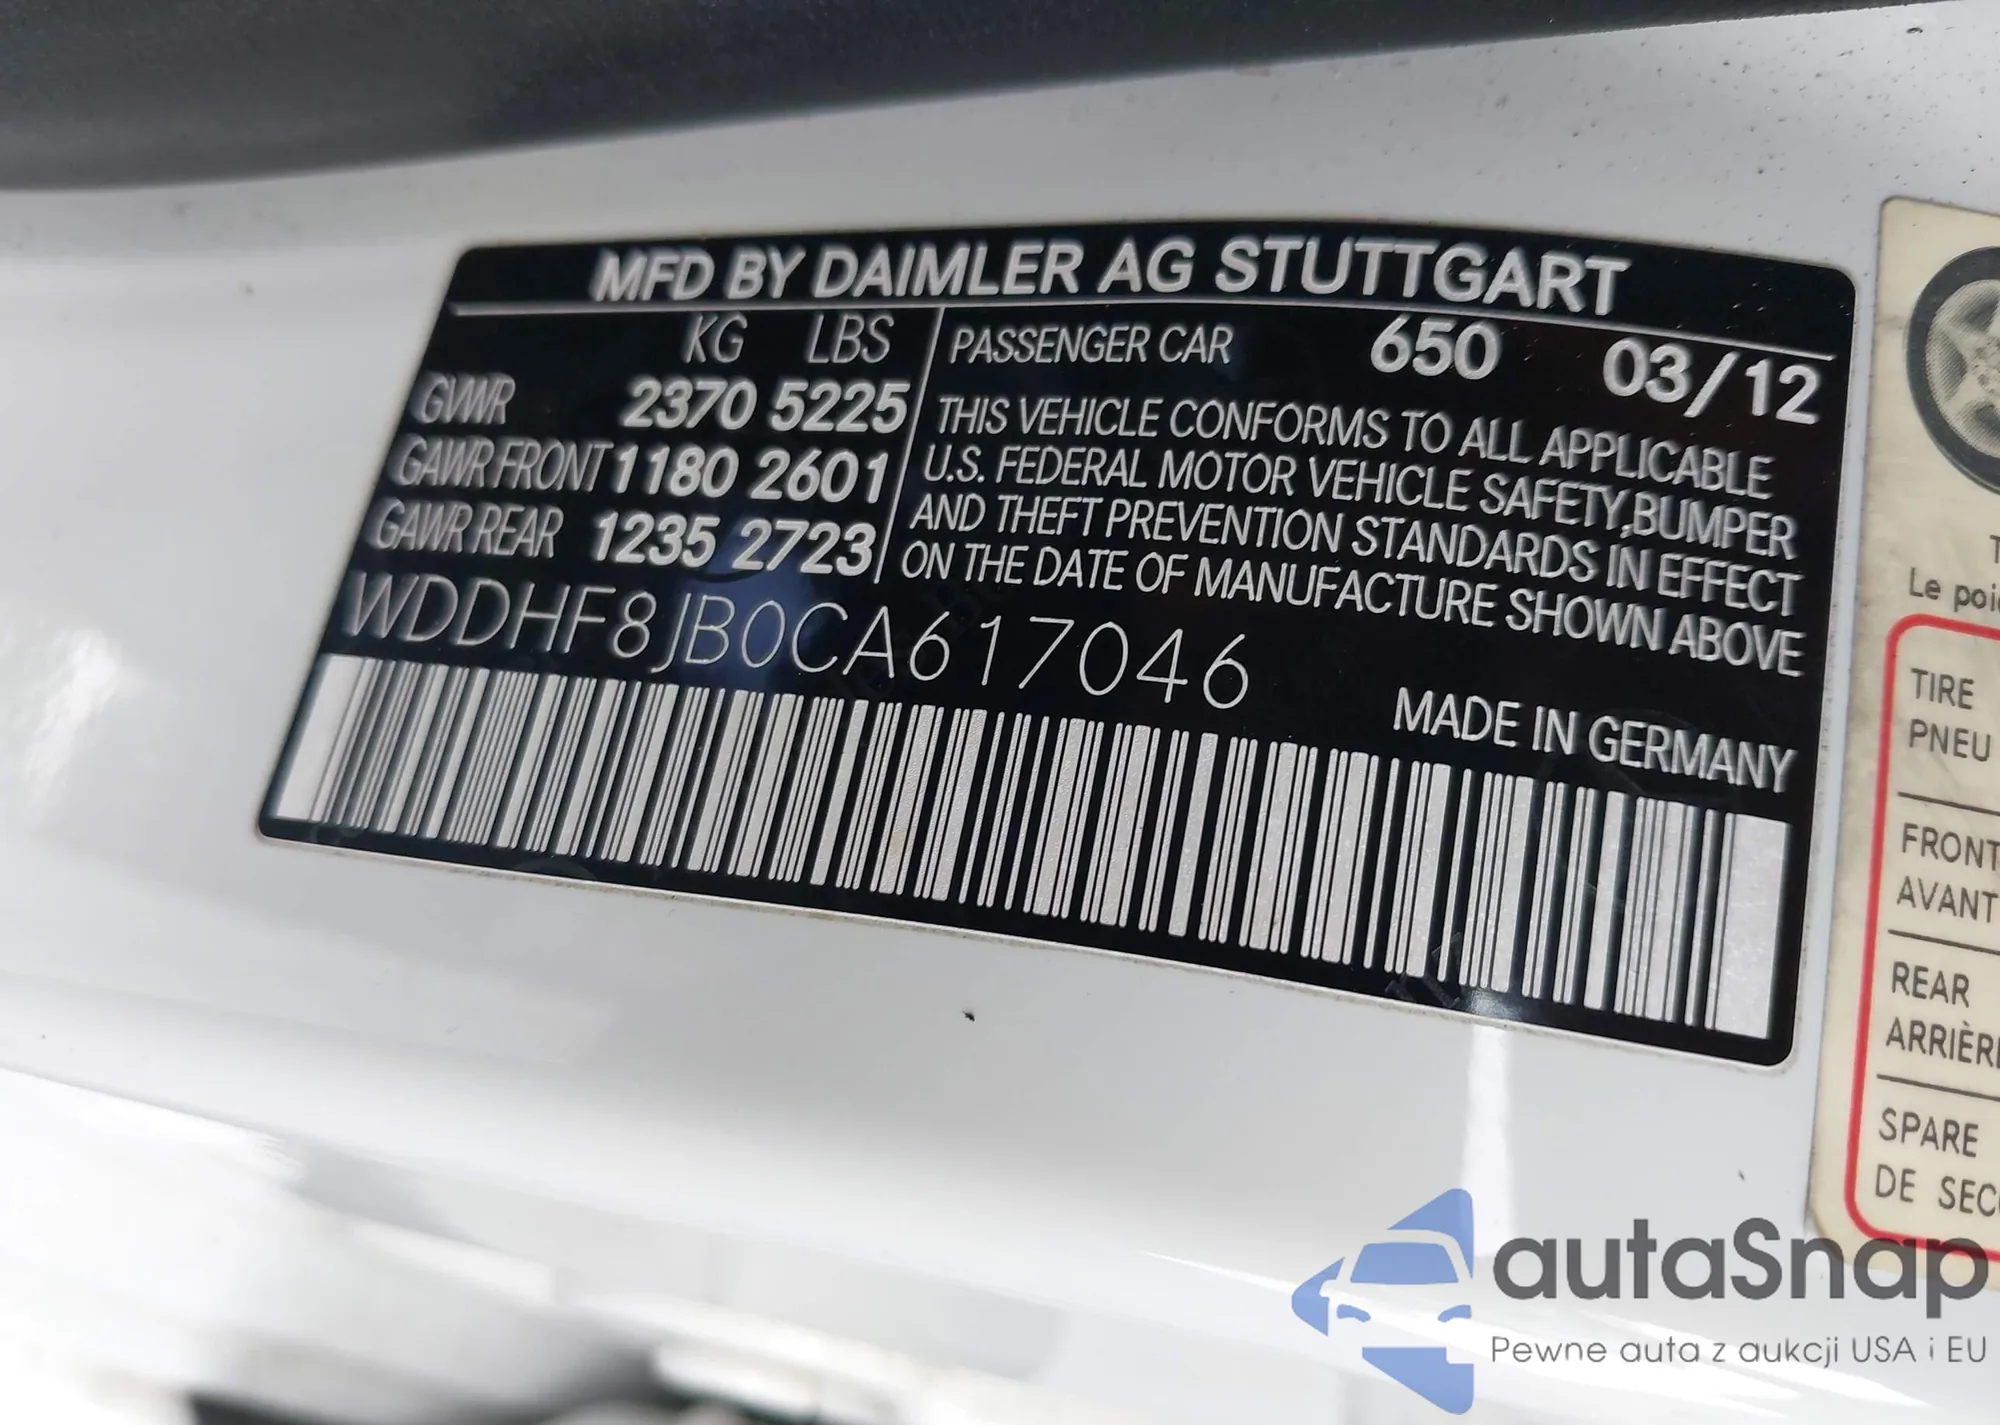 MFD BY DAIMLER AG STUTTGART
KG LBS
GVWR 2370 5225
GAWR FRONT 1180 2601
GAWR REAR 1235 2723
PASSENGER CAR 650 03/12
THIS VEHICLE CONFORMS TO ALL APPLICABLE
U.S. FEDERAL MOTOR VEHICLE SAFETY,BUMPER
AND THEFT PREVENTION STANDARDS IN EFFECT
ON THE DATE OF MANUFACTURE SHOWN ABOVE
WDDHF8JB0CA617046
MADE IN GERMANY
Le
TIRE
PNEU
FRONT
AVANT
REAR
SPARE
DE
autaSnap
Pewne auta z aukcji USA i EU